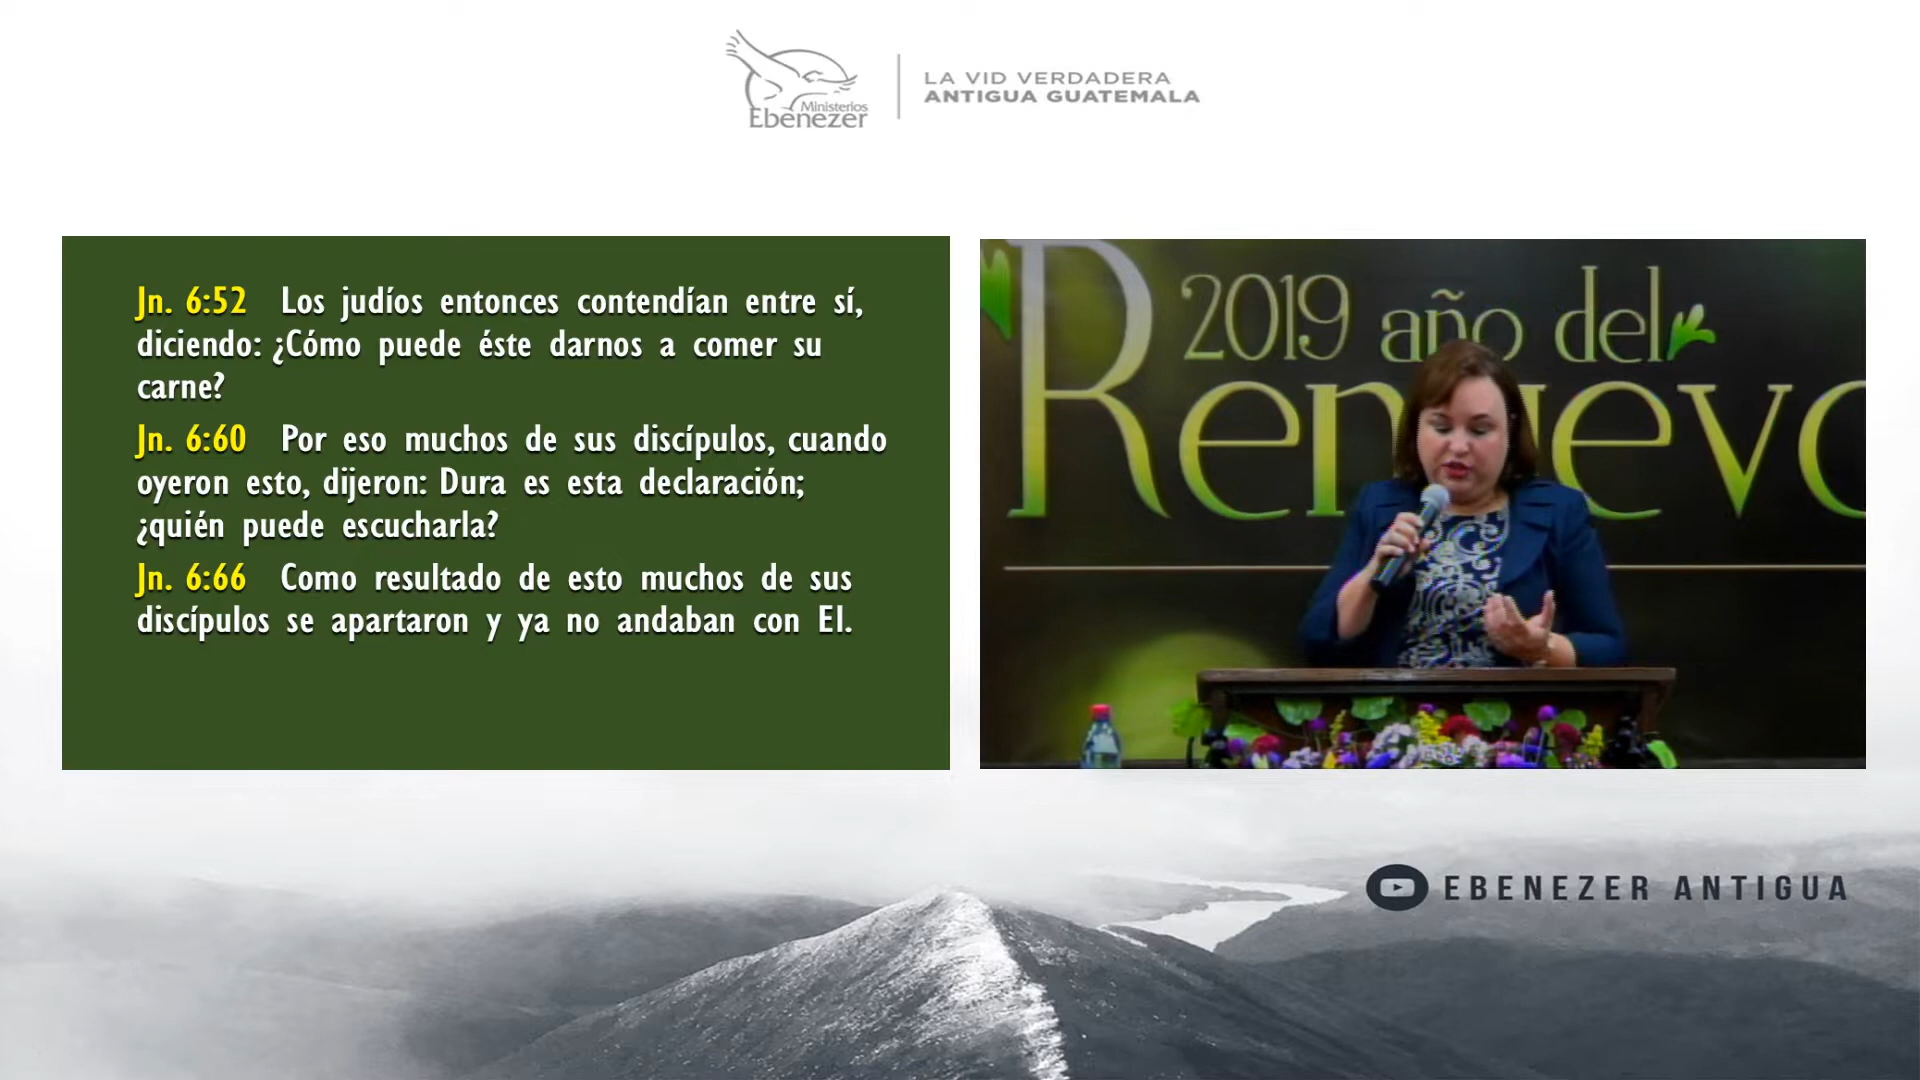 Ministerios
Ebenezer
LA VID VERDADERA
ANTIGUA GUATEMALA
Jn. 6:52 Los judíos entonces contendían entre sí,
diciendo: ¿Cómo puede éste darnos a comer su
carne?
Jn. 6:60 Por eso muchos de sus discípulos, cuando
oyeron esto, dijeron: Dura es esta declaración;
¿quién puede escucharla?
Jn. 6:66 Como resultado de esto muchos de sus
discípulos se apartaron y ya no andaban con El.
2019 año del
Renuevo
EBENEZER ANTIGUA